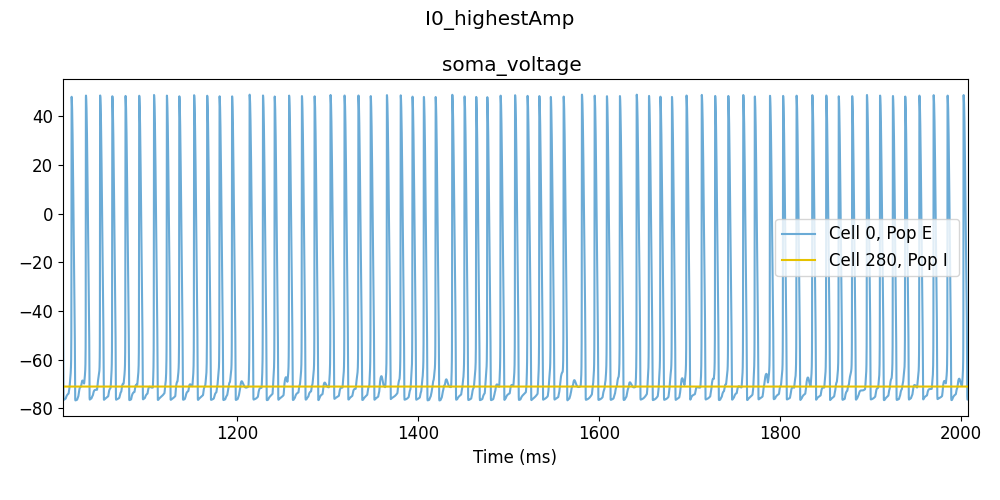 I0_highestAmp
soma_voltage
40
20
0
−20
−40
−60
−80
Cell 0, Pop E
Cell 280, Pop I
1200
1400
1600
1800
2000
Time (ms)